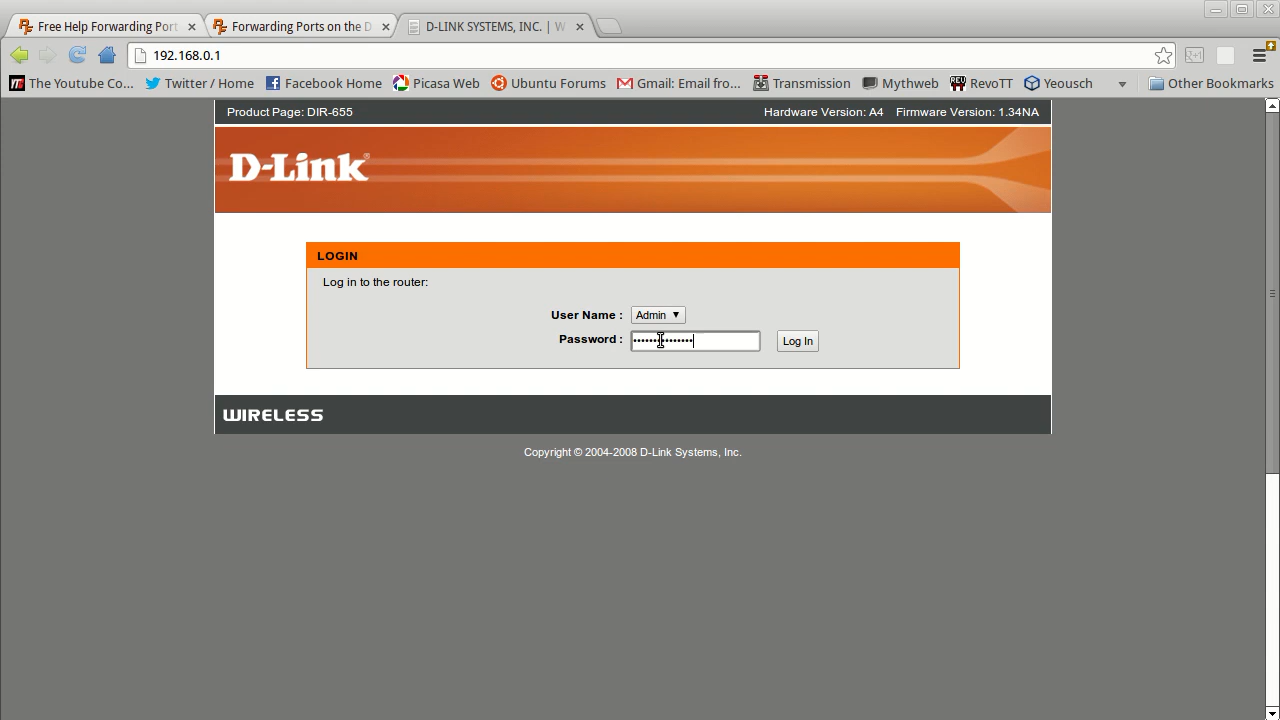 Free Help Forwarding Port
Forwarding Ports on the D
D-LINK SYSTEMS, INC. | W
192.168.0.1
The Youtube Co...
Twitter / Home
Facebook Home
Picasa Web
Ubuntu Forums
Gmail: Email fro...
Transmission
Mythweb
RevoTT
Yeousch
Other Bookmarks
Product Page: DIR-655
Hardware Version: A4
Firmware Version: 1.34NA
D-Link®
LOGIN
Log in to the router:
User Name :
Admin
Password :
Log In
WIRELESS
Copyright © 2004-2008 D-Link Systems, Inc.